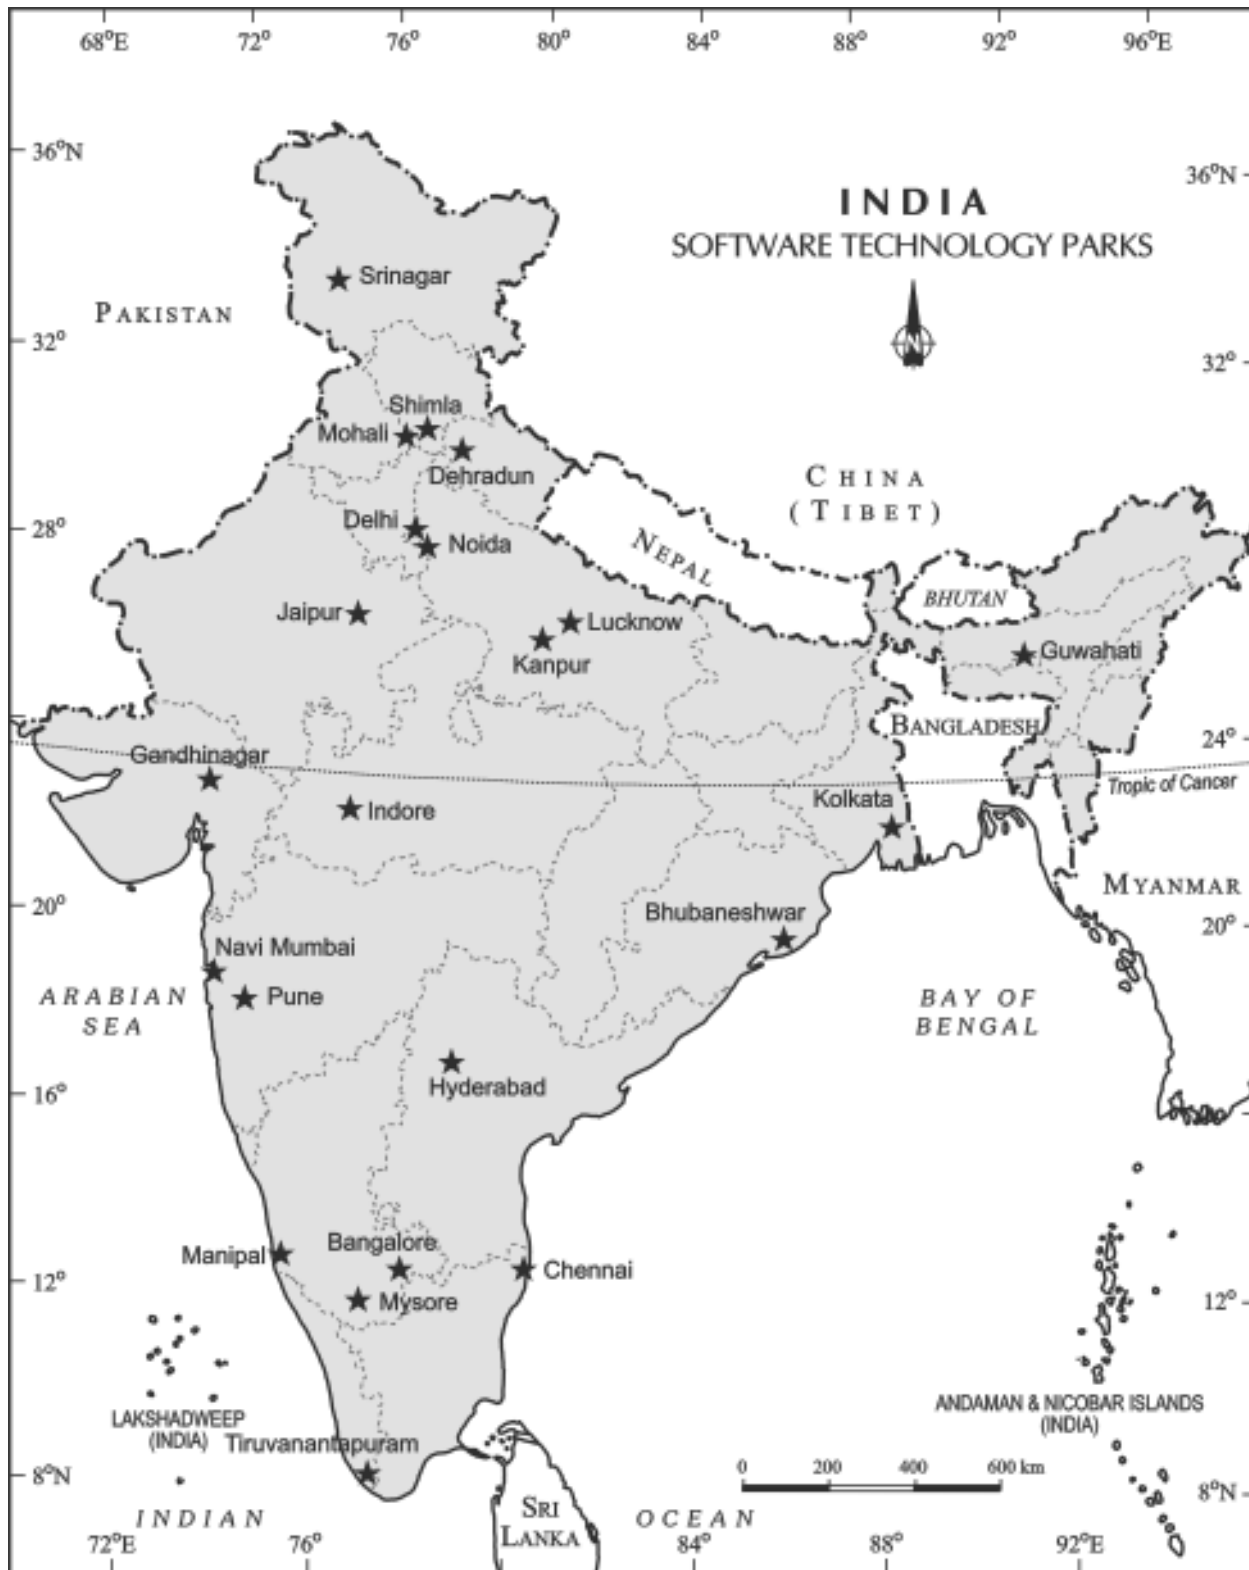 68°E 72° 76° 80° 84° 88° 92° 96°E
36°N
36°N
INDIA
SOFTWARE TECHNOLOGY PARKS
Srinagar
PAKISTAN
N
32°
32°
Shimla
Mohali
Dehradun
CHINA
(TIBET)
28°
28°
Delhi
Noida
NEPAL
BHUTAN
Jaipur
Lucknow
Kanpur
Guwahati
BANGLADESH
24°
Gandhinagar
Tropic of Cancer
Indore
Kolkata
MYANMAR
20°
20°
Bhubaneshwar
Navi Mumbai
Pune
ARABIAN
SEA
BAY OF
BENGAL
Hyderabad
16°
Manipal
Bangalore
Chennai
Mysore
12°
12°
LAKSHADWEEP
(INDIA)
ANDAMAN & NICOBAR ISLANDS
(INDIA)
Tiruvanantapuram
0 200 400 600 km
8°N
8°N
INDIAN OCEAN
SRI
LANKA
72°E 76° 84° 88° 92°E